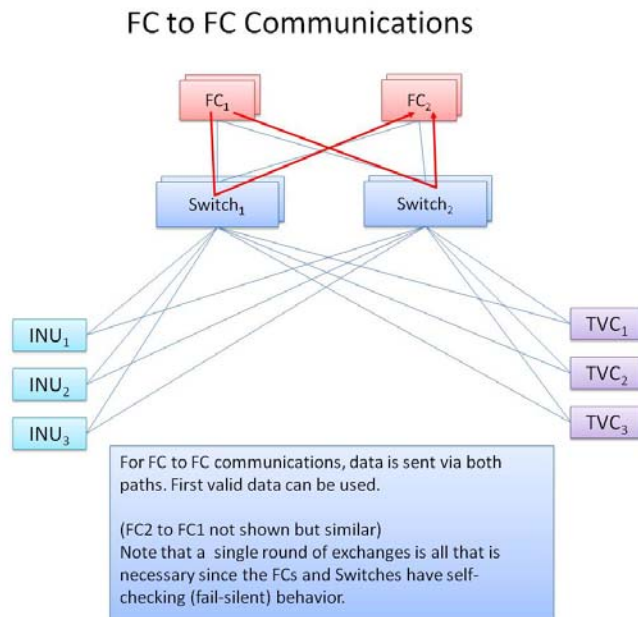 FC to FC Communications
FC₁
FC₂
Switch₁
Switch₂
INU₁
TVC₁
INU₂
TVC₂
INU₃
TVC₃
For FC to FC communications, data is sent via both
paths. First valid data can be used.
(FC2 to FC1 not shown but similar)
Note that a single round of exchanges is all that is
necessary since the FCs and Switches have self-
checking (fail-silent) behavior.